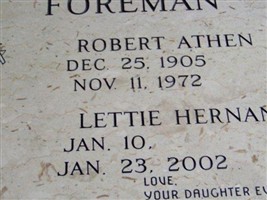 FOREMAN
ROBERT ATHEN
DEC. 25, 1905
NOV. 11, 1972
LETTIE HERNAN
JAN. 10,
JAN. 23, 2002
LOVE,
YOUR DAUGHTER EV